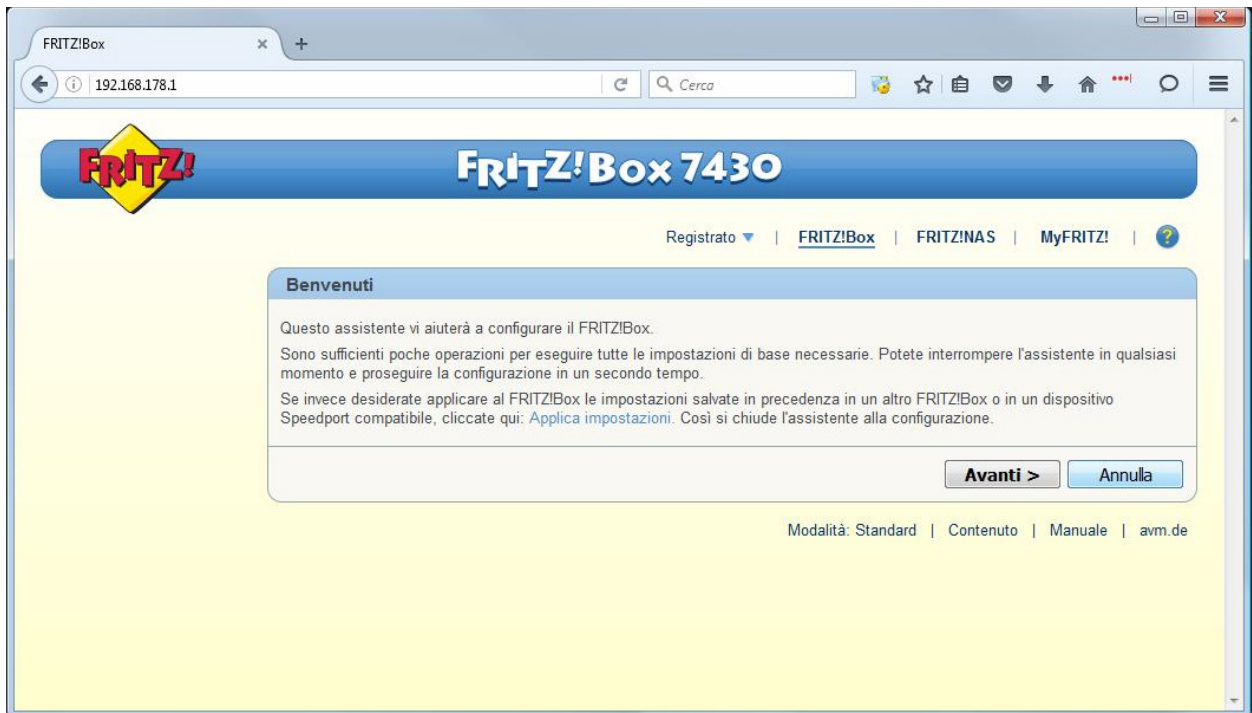 FRITZ!Box
192.168.178.1
Cerca
FRITZ!
FRITZ!Box 7430
Registrato | FRITZ!Box | FRITZ!NAS | MyFRITZ! | ?
Benvenuti
Questo assistente vi aiuterà a configurare il FRITZ!Box.
Sono sufficienti poche operazioni per eseguire tutte le impostazioni di base necessarie. Potete interrompere l'assistente in qualsiasi
momento e proseguire la configurazione in un secondo tempo.
Se invece desiderate applicare al FRITZ!Box le impostazioni salvate in precedenza in un altro FRITZ!Box o in un dispositivo
Speedport compatibile, cliccate qui: Applica impostazioni. Così si chiude l'assistente alla configurazione.
Avanti > Annulla
Modalità: Standard | Contenuto | Manuale | avm.de